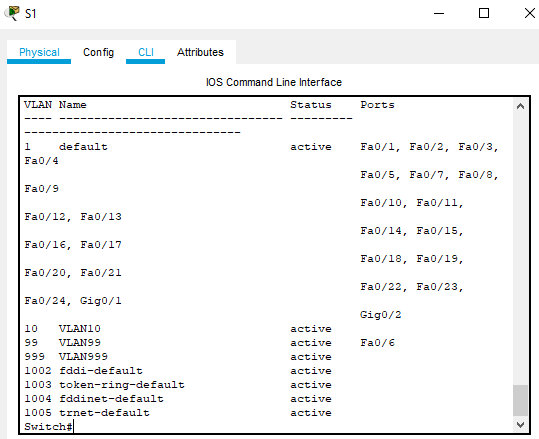 S1
Physical Config CLI Attributes
IOS Command Line Interface
VLAN Name Status Ports
---- -------------------------------- ---------
-------------------------------
1 default active Fa0/1, Fa0/2, Fa0/3,
Fa0/4
Fa0/5, Fa0/7, Fa0/8,
Fa0/9
Fa0/10, Fa0/11,
Fa0/12, Fa0/13
Fa0/14, Fa0/15,
Fa0/16, Fa0/17
Fa0/18, Fa0/19,
Fa0/20, Fa0/21
Fa0/22, Fa0/23,
Fa0/24, Gig0/1
Gig0/2
10 VLAN10 active
99 VLAN99 active Fa0/6
999 VLAN999 active
1002 fddi-default active
1003 token-ring-default active
1004 fddinet-default active
1005 trnet-default active
Switch#